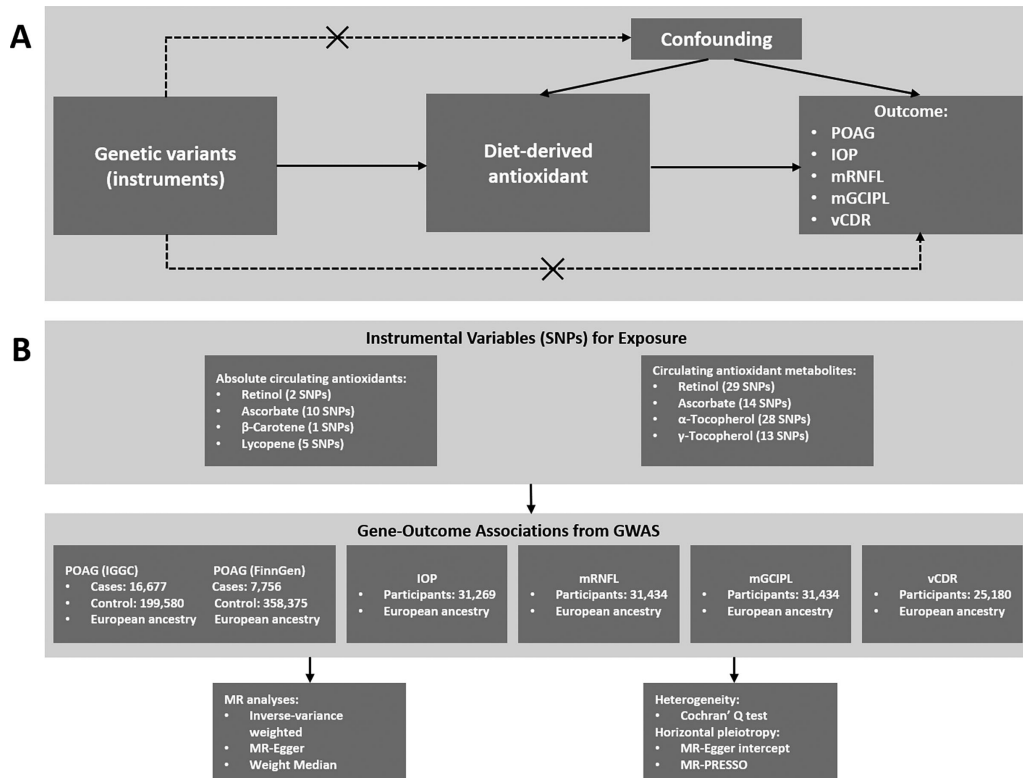 A
Confounding
Genetic variants
(instruments)
Diet-derived
antioxidant
Outcome:
• POAG
• IOP
• mRNFL
• mGCIPL
• vCDR
B
Instrumental Variables (SNPs) for Exposure
Absolute circulating antioxidants:
• Retinol (2 SNPs)
• Ascorbate (10 SNPs)
• β-Carotene (1 SNPs)
• Lycopene (5 SNPs)
Circulating antioxidant metabolites:
• Retinol (29 SNPs)
• Ascorbate (14 SNPs)
• α-Tocopherol (28 SNPs)
• γ-Tocopherol (13 SNPs)
Gene-Outcome Associations from GWAS
POAG (IGGC) POAG (FinnGen)
• Cases: 16,677 Cases: 7,756
• Control: 199,580 Control: 358,375
• European ancestry European ancestry
IOP
• Participants: 31,269
• European ancestry
mRNFL
• Participants: 31,434
• European ancestry
mGCIPL
• Participants: 31,434
• European ancestry
vCDR
• Participants: 25,180
• European ancestry
MR analyses:
• Inverse-variance
weighted
• MR-Egger
• Weight Median
Heterogeneity:
• Cochran’ Q test
Horizontal pleiotropy:
• MR-Egger intercept
• MR-PRESSO